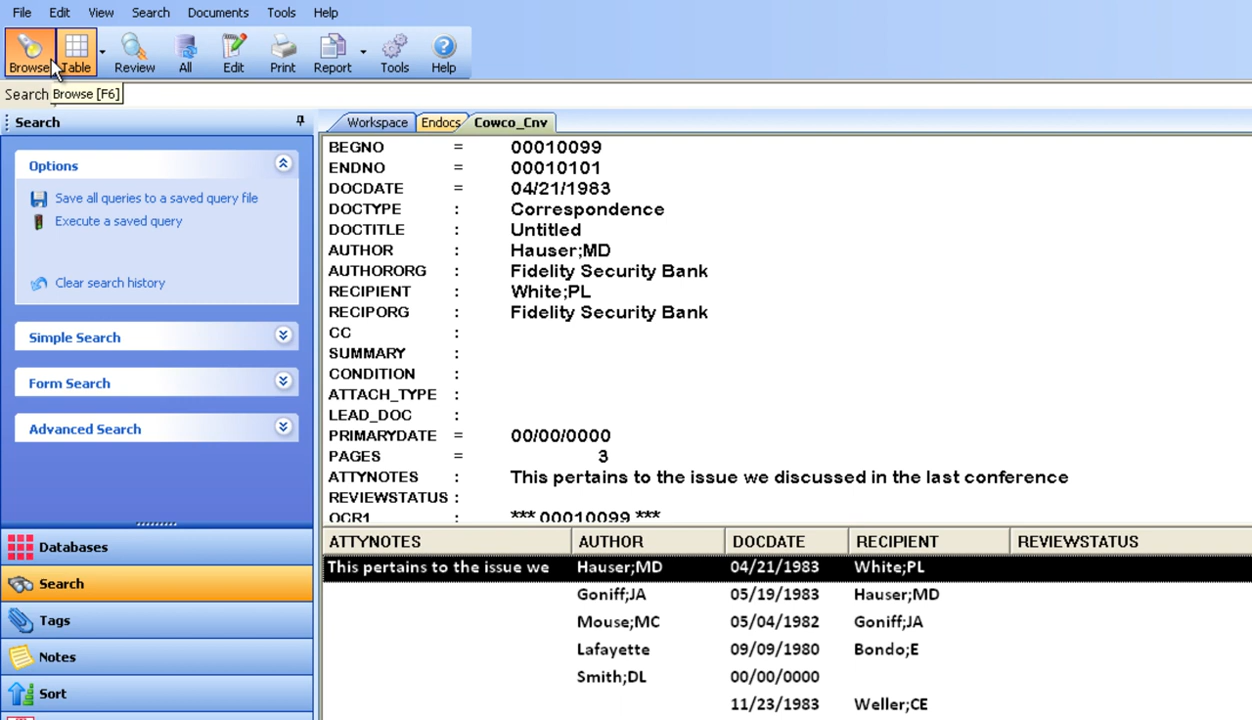 File Edit View Search Documents Tools Help
Browse Table Review All Edit Print Report Tools Help
Search Browse [F6]
Search
Options
Save all queries to a saved query file
Execute a saved query
Clear search history
Simple Search
Form Search
Advanced Search
Databases
Search
Tags
Notes
Sort
Workspace Endocs Cowco_Cnv
BEGNO = 00010099
ENDNO = 00010101
DOCDATE = 04/21/1983
DOCTYPE : Correspondence
DOCTITLE : Untitled
AUTHOR : Hauser;MD
AUTHORORG : Fidelity Security Bank
RECIPIENT : White;PL
RECIPORG : Fidelity Security Bank
CC :
SUMMARY :
CONDITION :
ATTACH_TYPE :
LEAD_DOC :
PRIMARYDATE = 00/00/0000
PAGES = 3
ATTYNOTES : This pertains to the issue we discussed in the last conference
REVIEWSTATUS :
OCR1 : *** 00010099 ***
ATTYNOTES AUTHOR DOCDATE RECIPIENT REVIEWSTATUS
This pertains to the issue we Hauser;MD 04/21/1983 White;PL
Goniff;JA 05/19/1983 Hauser;MD
Mouse;MC 05/04/1982 Goniff;JA
Lafayette 09/09/1980 Bondo;E
Smith;DL 00/00/0000
11/23/1983 Weller;CE